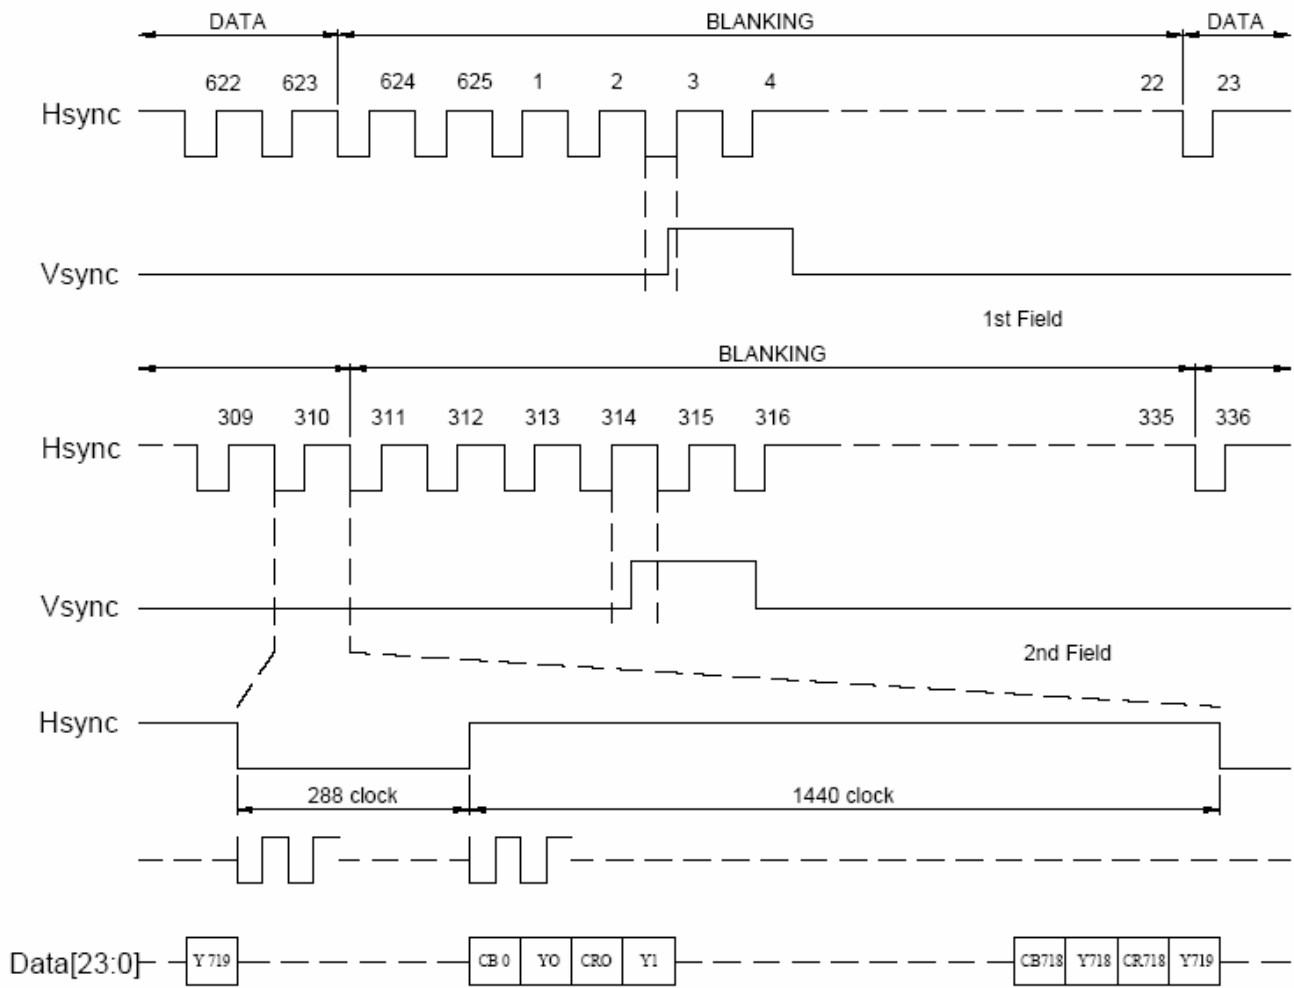 DATA BLANKING DATA
622 623 624 625 1 2 3 4 22 23
Hsync
Vsync
1st Field
BLANKING
309 310 311 312 313 314 315 316 335 336
Hsync
Vsync
2nd Field
Hsync
288 clock 1440 clock
Data[23:0] Y 719 CB 0 YO CRO Y1 CB718 Y718 CR718 Y719